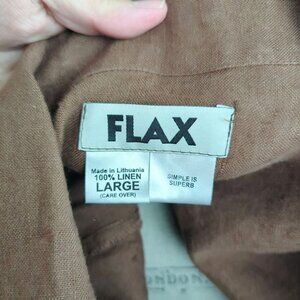 FLAX
Made in Lithuania
100% LINEN
LARGE
(CARE OVER)
SIMPLE IS
SUPERB